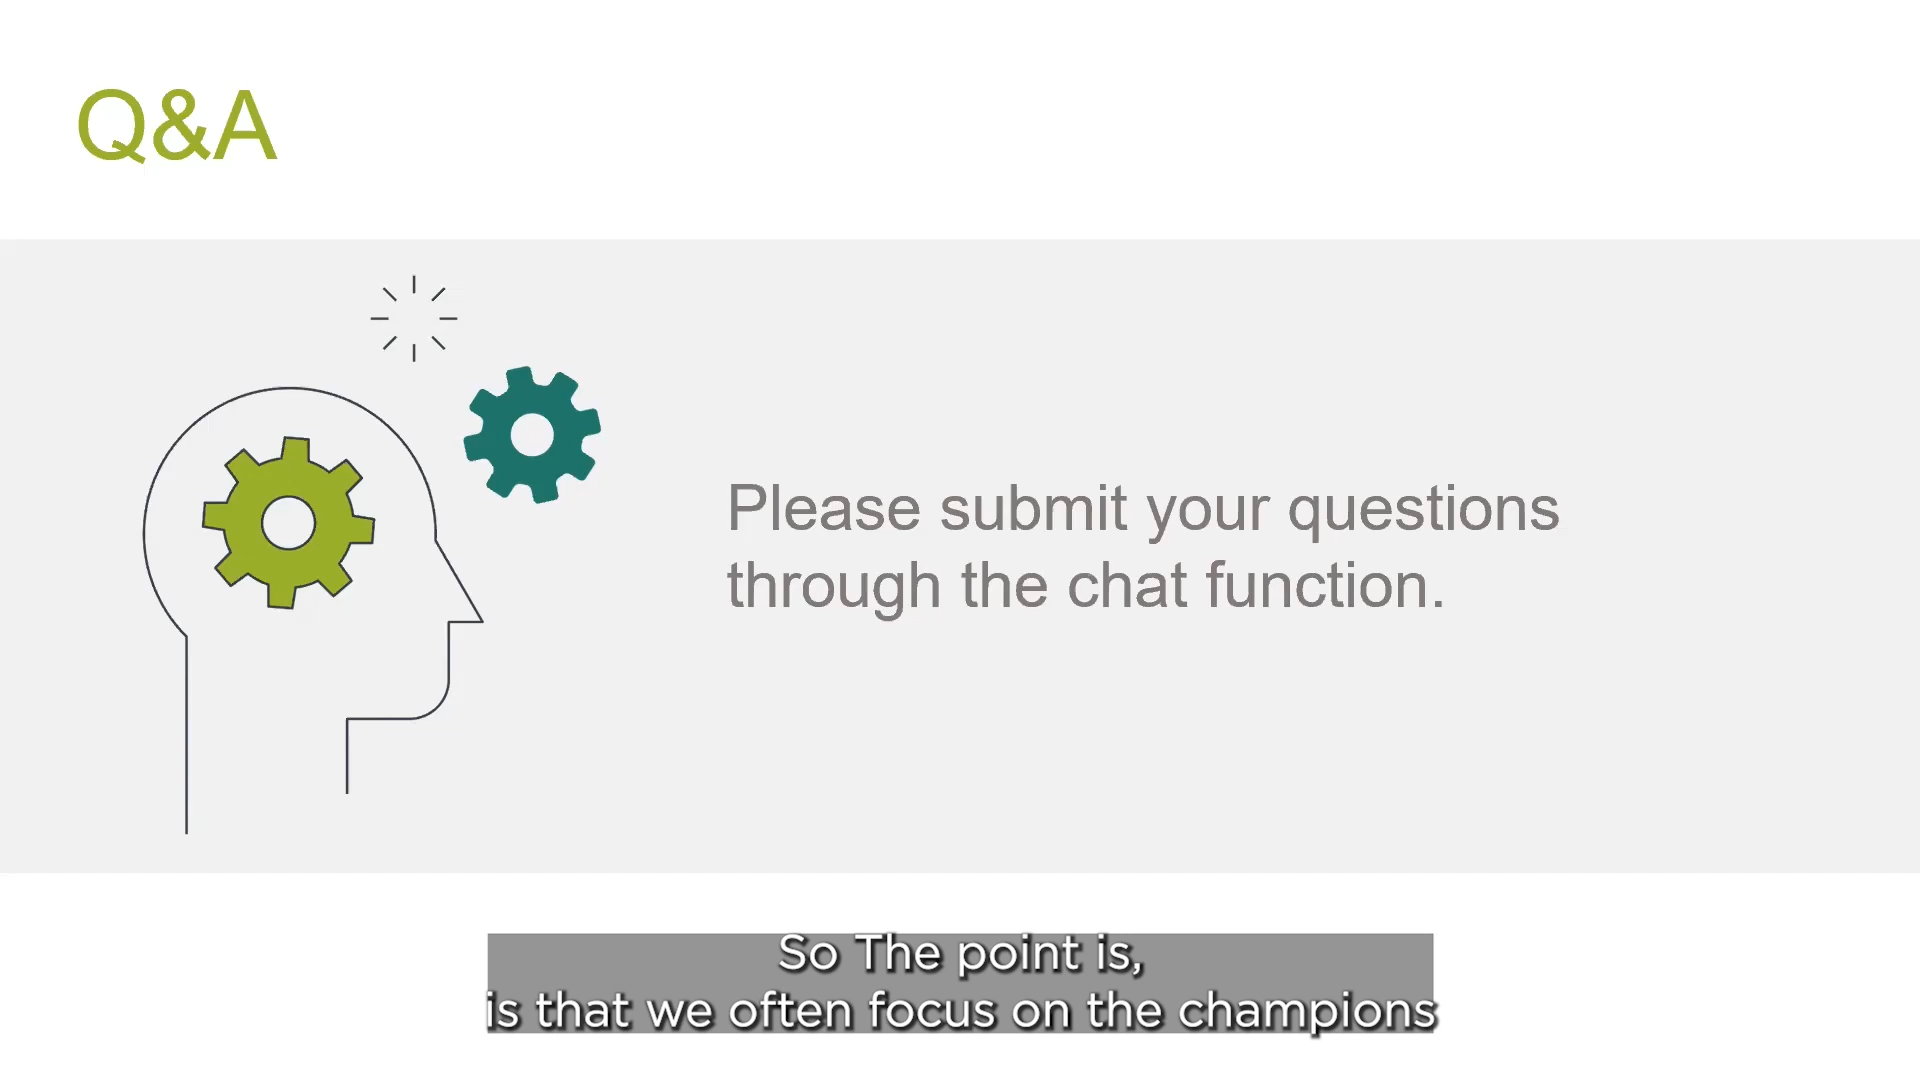 Q&A
Please submit your questions
through the chat function.
So The point is,
is that we often focus on the champions